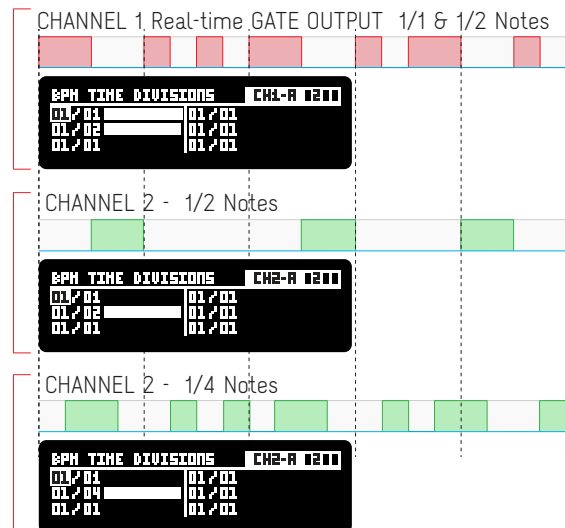 CHANNEL 1 Real-time GATE OUTPUT 1/1 & 1/2 Notes
BPM TIME DIVISIONS CH1-A 0200
01/01 01/01
01/02 01/01
01/01 01/01
CHANNEL 2 - 1/2 Notes
BPM TIME DIVISIONS CH2-A 0200
01/01 01/01
01/02 01/01
01/01 01/01
CHANNEL 2 - 1/4 Notes
BPM TIME DIVISIONS CH2-A 0200
01/01 01/01
01/04 01/01
01/01 01/01